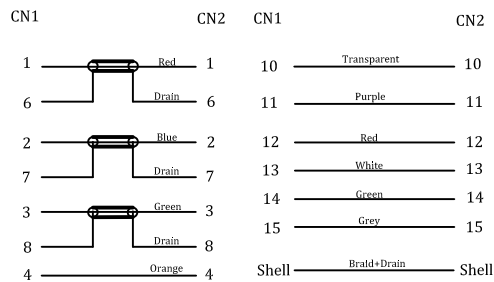 CN1 CN2
1 Red 1
6 Drain 6
2 Blue 2
7 Drain 7
3 Green 3
8 Drain 8
4 Orange 4
CN1 CN2
10 Transparent 10
11 Purple 11
12 Red 12
13 White 13
14 Green 14
15 Grey 15
Shell Brald+Drain Shell